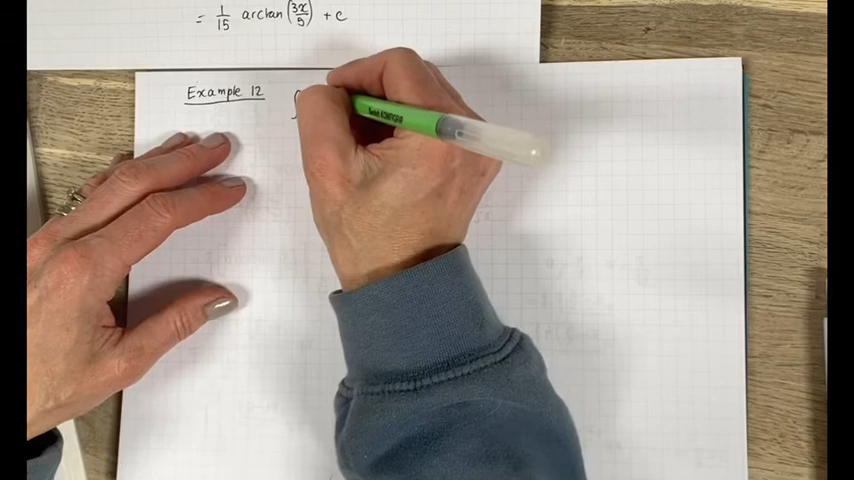 = 1/15 arctan (3x/5) + c
Example 12 ∫